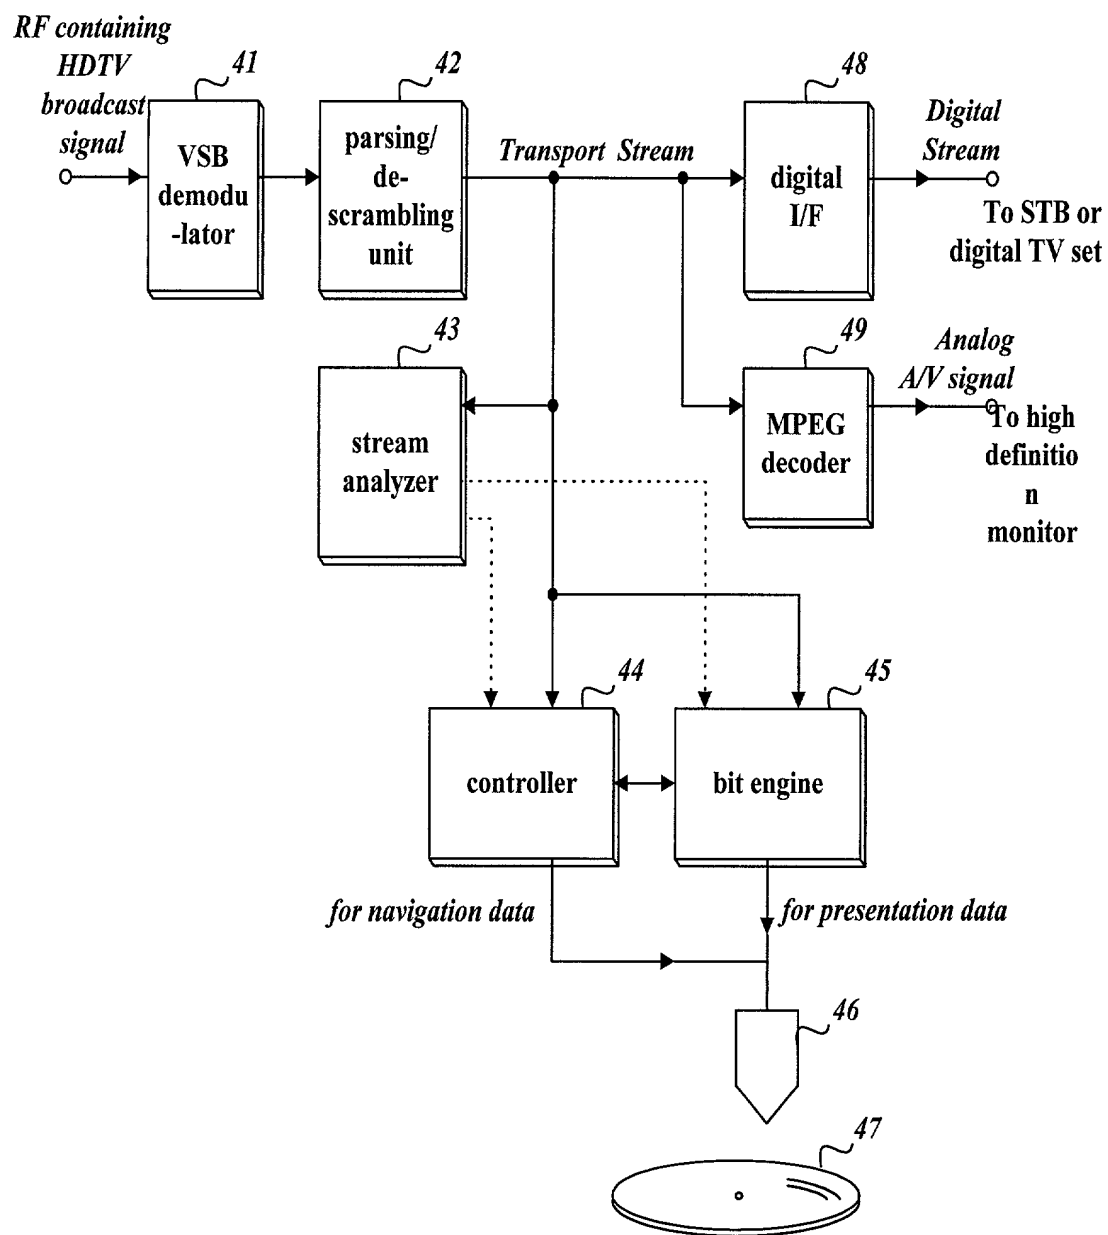 RF containing
HDTV
broadcast
signal
41
VSB
demodu
-lator
42
parsing/
de-
scrambling
unit
Transport Stream
48
digital
I/F
Digital
Stream
To STB or
digital TV set
43
stream
analyzer
49
MPEG
decoder
Analog
A/V signal
To high
definitio
n
monitor
44
controller
45
bit engine
for navigation data
for presentation data
46
47